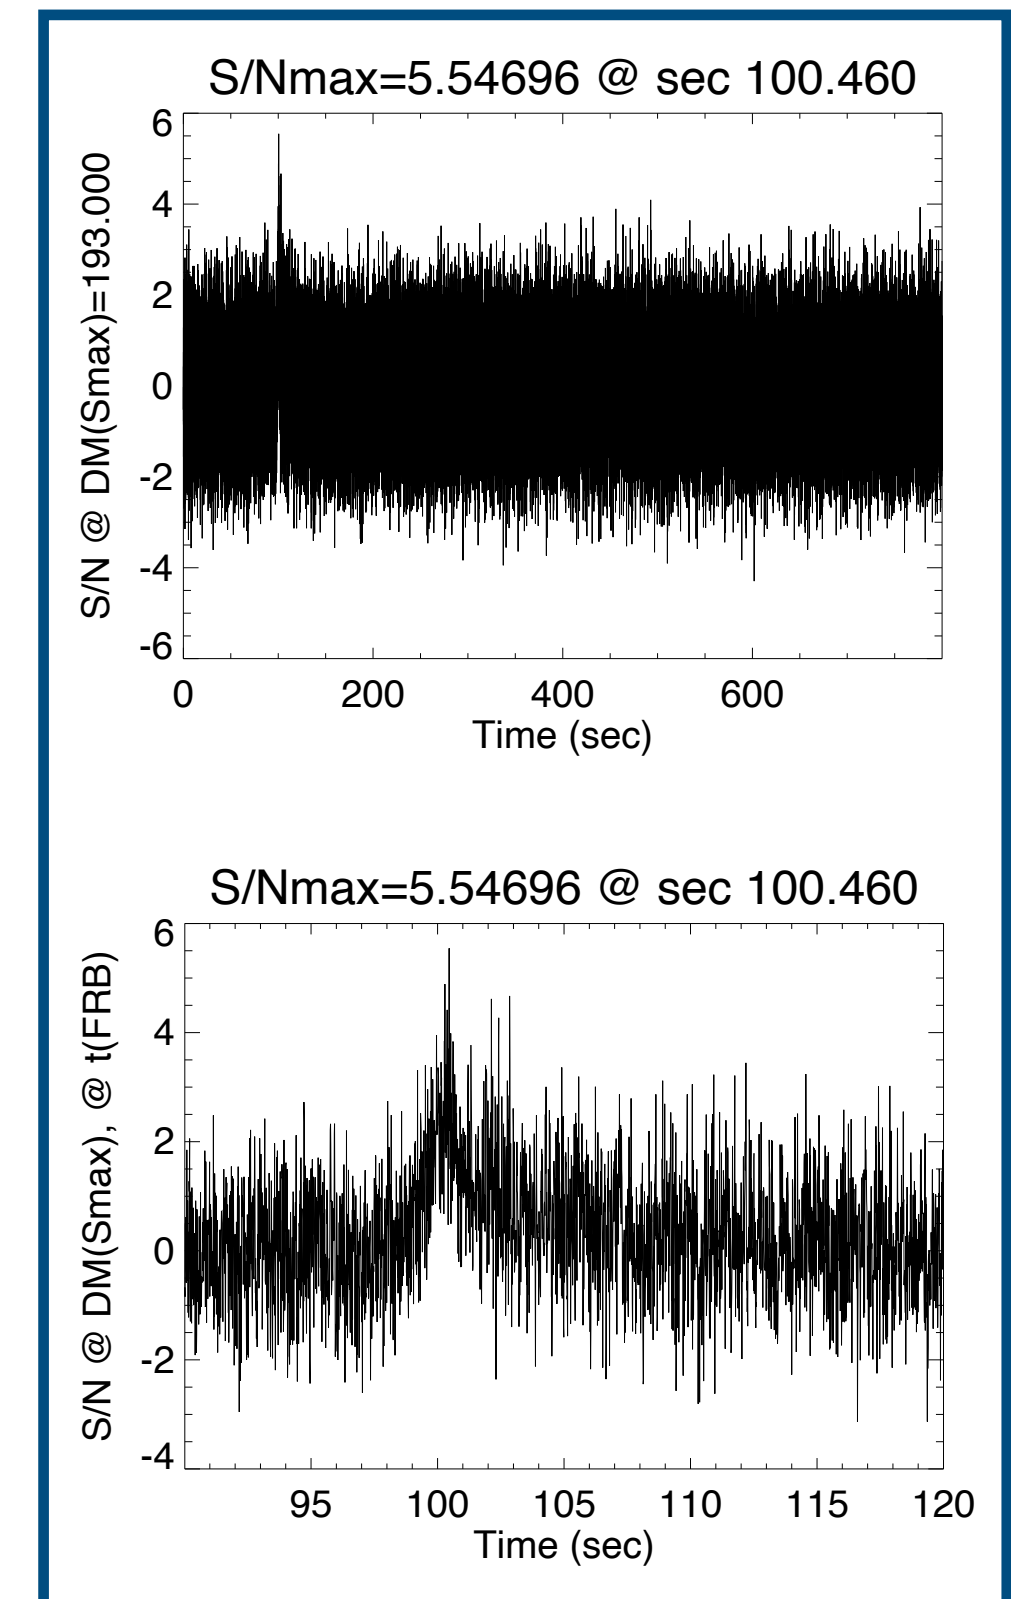 S/Nmax=5.54696 @ sec 100.460
S/N @ DM(Smax)=193.000
6
4
2
0
-2
-4
-6
0 200 400 600
Time (sec)
S/Nmax=5.54696 @ sec 100.460
S/N @ DM(Smax), @ t(FRB)
6
4
2
0
-2
-4
95 100 105 110 115 120
Time (sec)